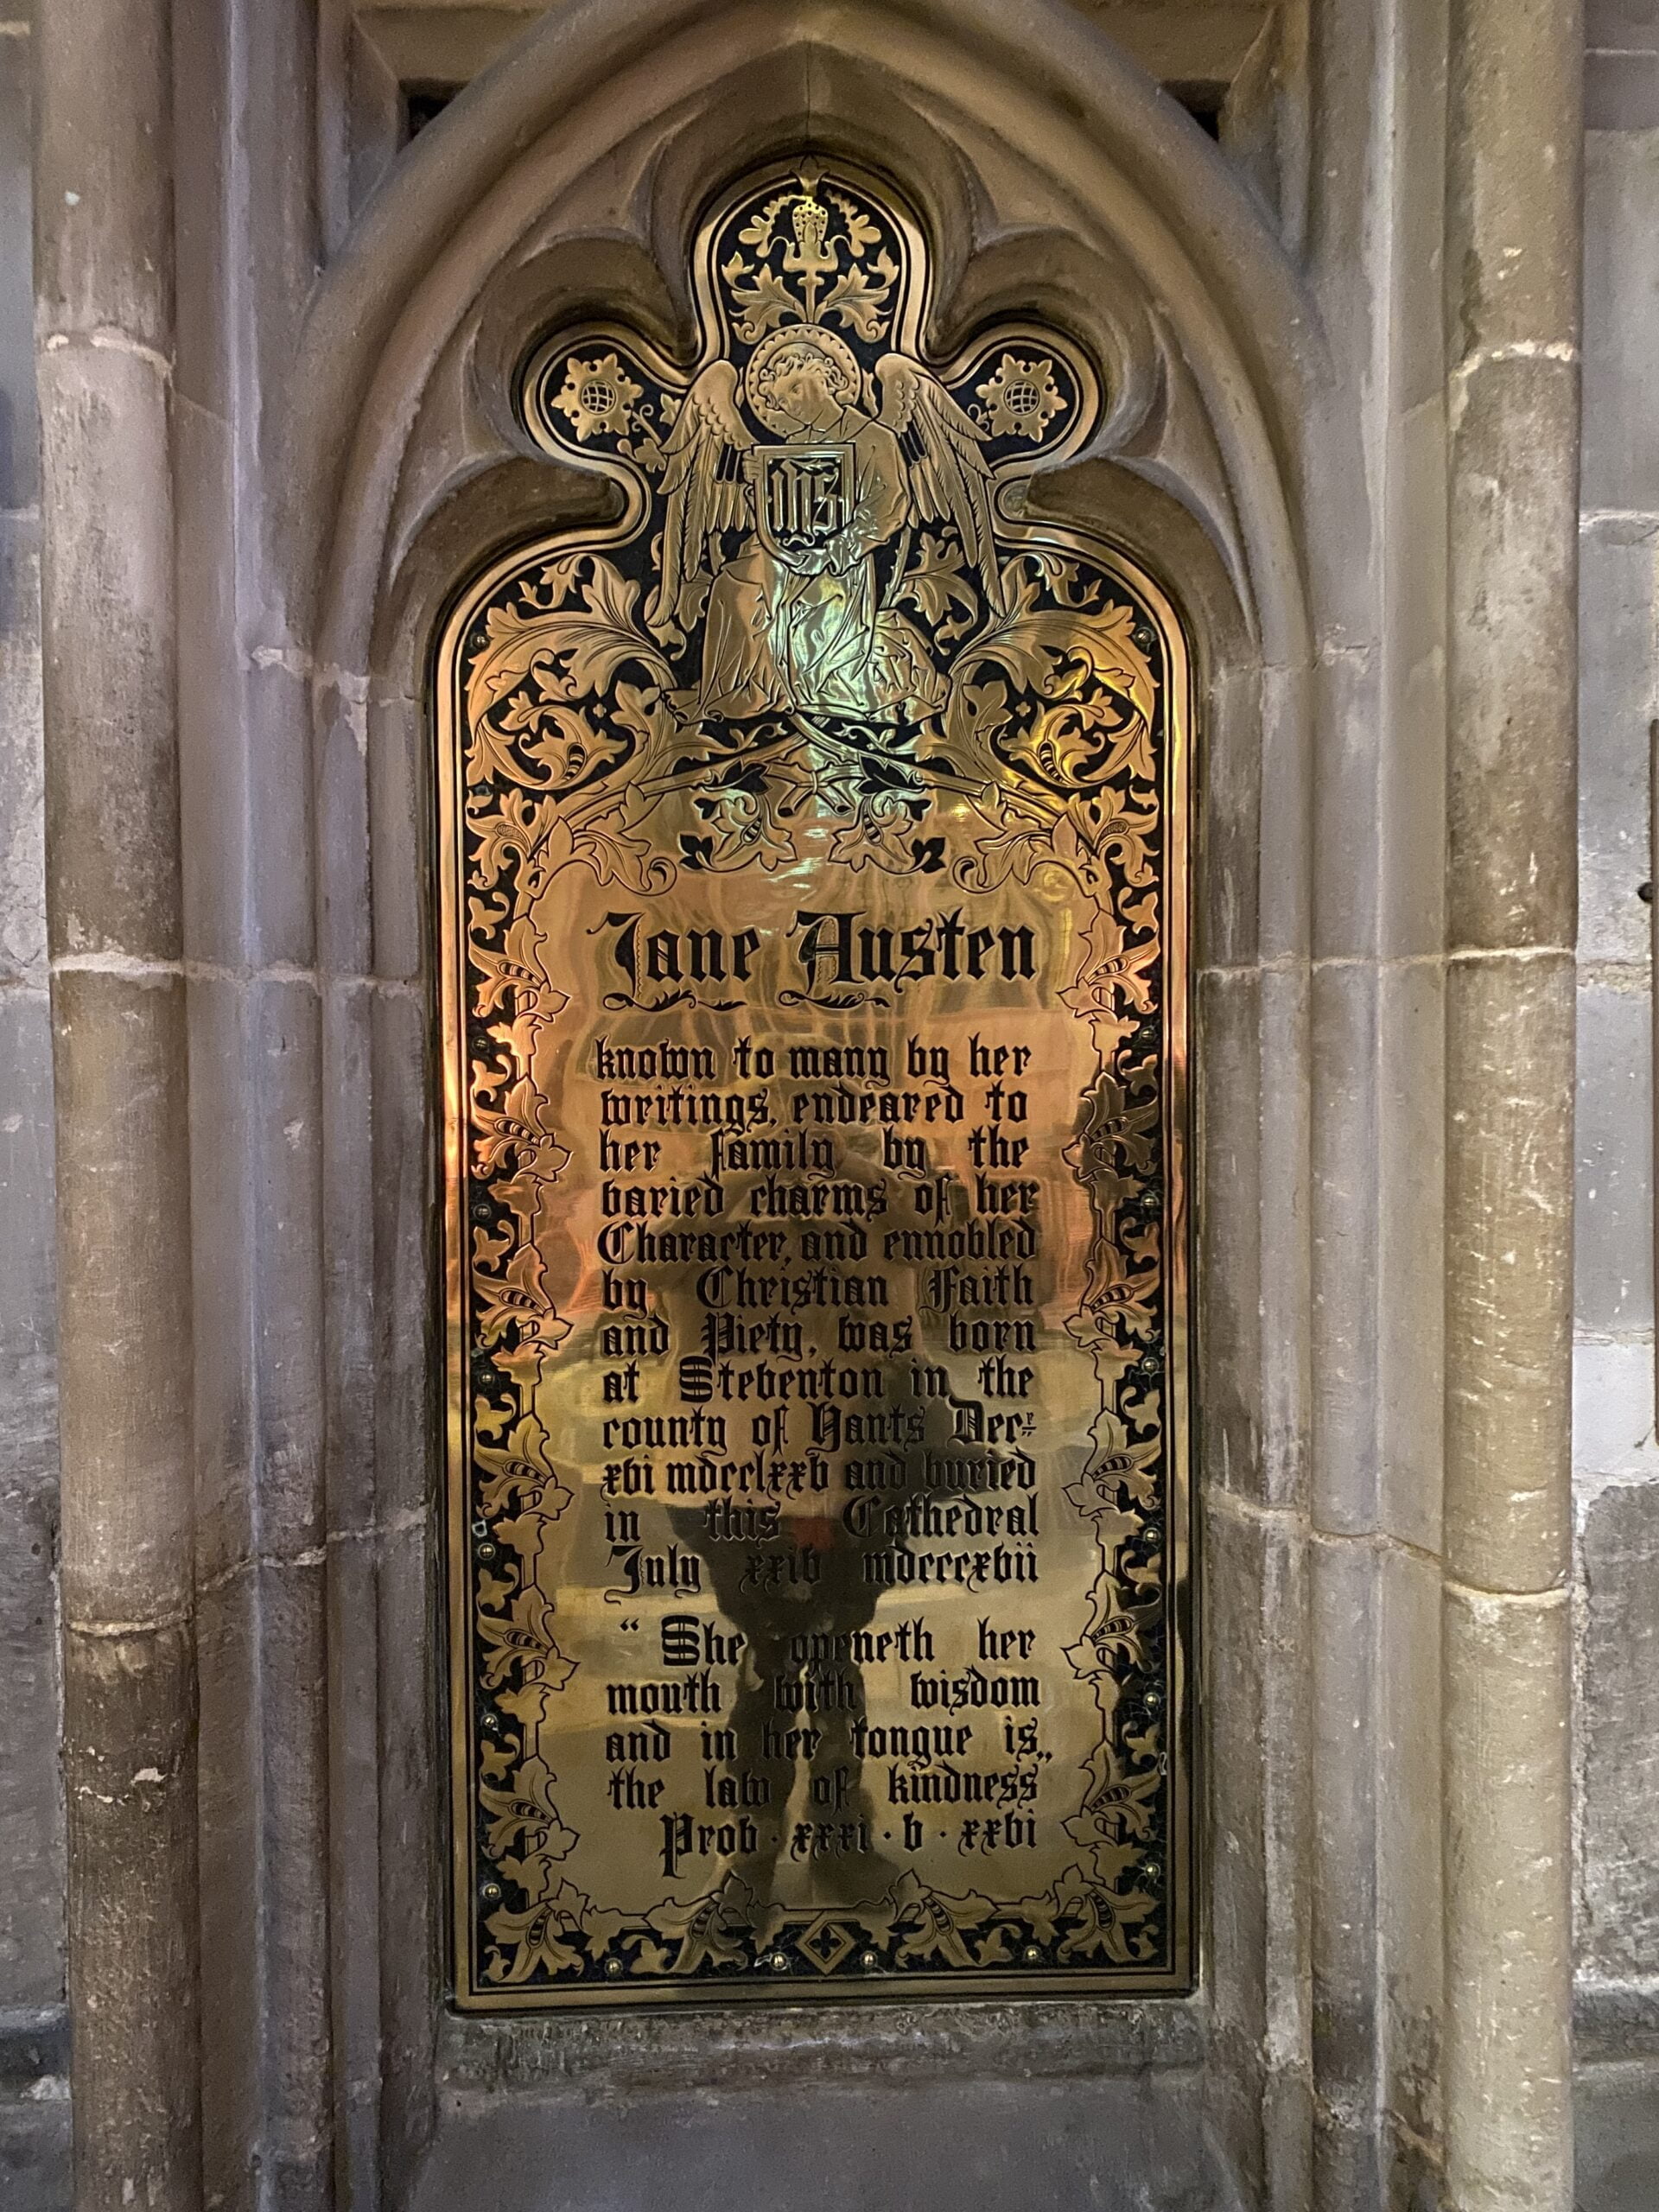 IHS
Jane Austen
known to many by her
writings, endeared to
her family by the
varied charms of her
Character, and ennobled
by Christian Faith
and Piety, was born
at Steventon in the
county of Hants Decr
xvi mdcclxxv and buried
in this Cathedral
July xxiv mdcccxvii
“She openeth her
mouth with wisdom
and in her tongue is„
the law of kindness
Prov · xxxi · v · xxvi